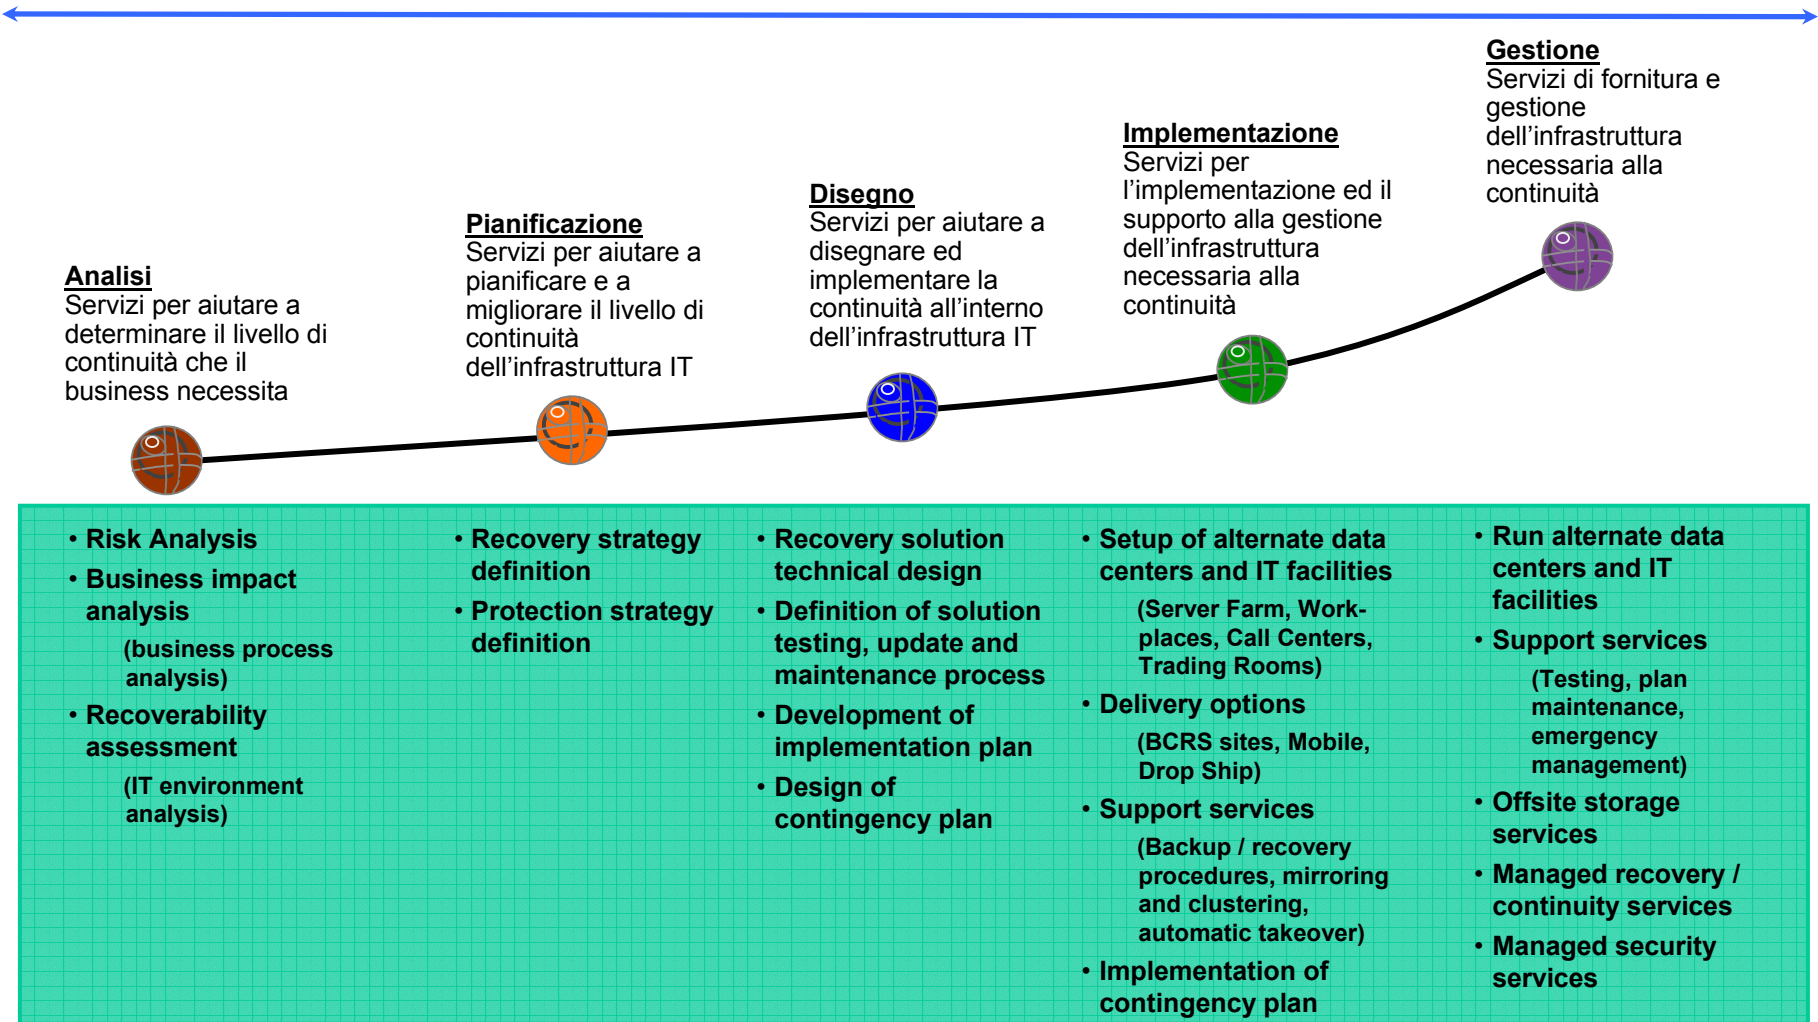 Analisi
Servizi per aiutare a
determinare il livello di
continuità che il
business necessita
Pianificazione
Servizi per aiutare a
pianificare e a
migliorare il livello di
continuità
dell’infrastruttura IT
Disegno
Servizi per aiutare a
disegnare ed
implementare la
continuità all’interno
dell’infrastruttura IT
Implementazione
Servizi per
l’implementazione ed il
supporto alla gestione
dell’infrastruttura
necessaria alla
continuità
Gestione
Servizi di fornitura e
gestione
dell’infrastruttura
necessaria alla
continuità
• Risk Analysis
• Business impact
analysis
(business process
analysis)
• Recoverability
assessment
(IT environment
analysis)
• Recovery strategy
definition
• Protection strategy
definition
• Recovery solution
technical design
• Definition of solution
testing, update and
maintenance process
• Development of
implementation plan
• Design of
contingency plan
• Setup of alternate data
centers and IT facilities
(Server Farm, Work-
places, Call Centers,
Trading Rooms)
• Delivery options
(BCRS sites, Mobile,
Drop Ship)
• Support services
(Backup / recovery
procedures, mirroring
and clustering,
automatic takeover)
• Implementation of
contingency plan
• Run alternate data
centers and IT
facilities
• Support services
(Testing, plan
maintenance,
emergency
management)
• Offsite storage
services
• Managed recovery /
continuity services
• Managed security
services